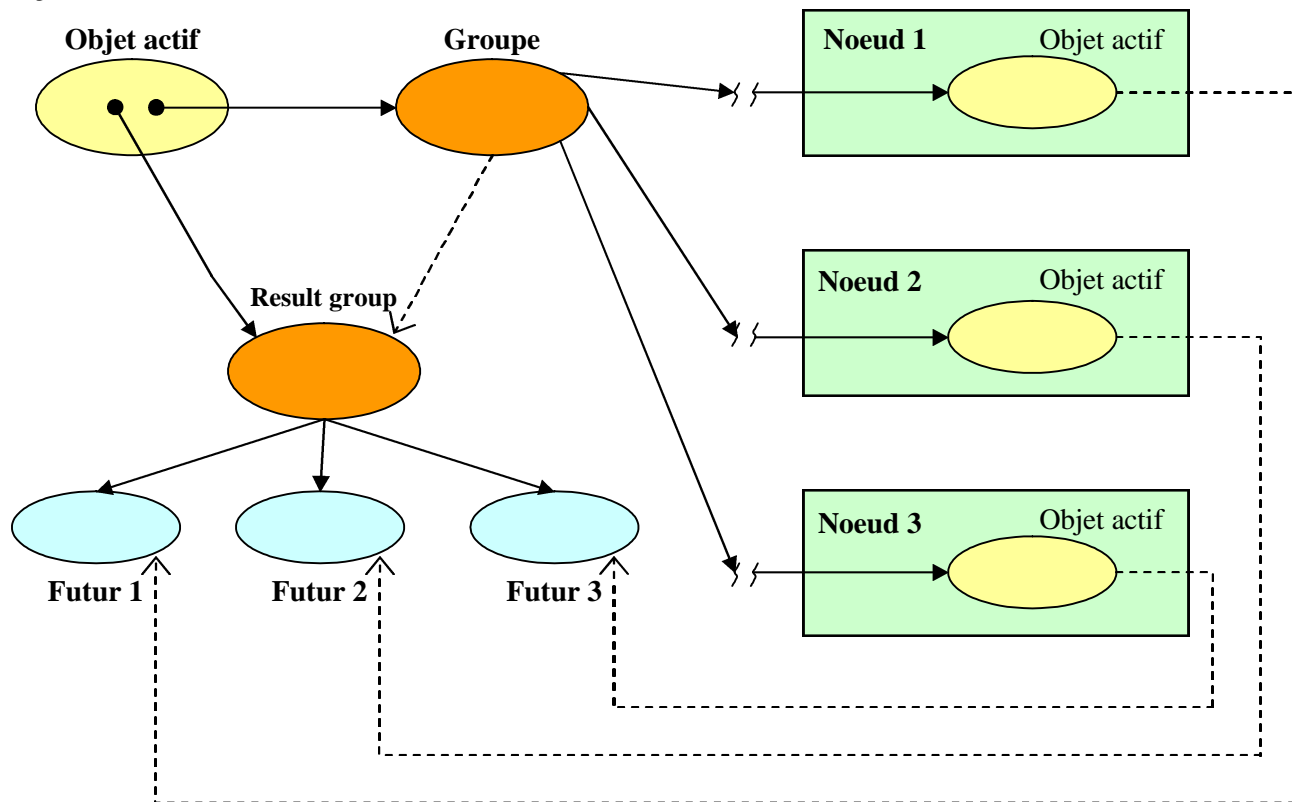 Objet actif
Groupe
Noeud 1
Objet actif
Noeud 2
Objet actif
Result group
Noeud 3
Objet actif
Futur 1
Futur 2
Futur 3